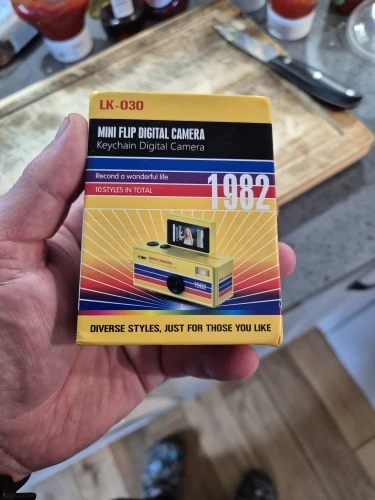 LK-030
MINI FLIP DIGITAL CAMERA
Keychain Digital Camera
Recond a wonderful life
10 STYLES IN TOTAL
1982
1982
DIVERSE STYLES, JUST FOR THOSE YOU LIKE